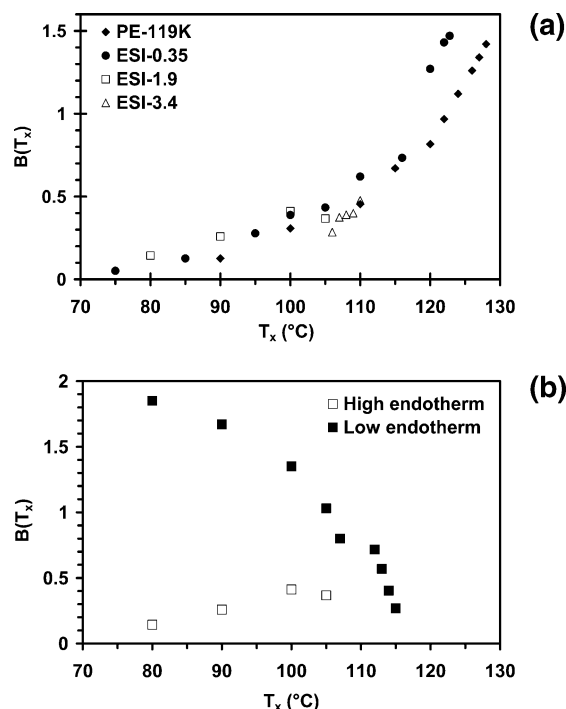 (a)
1.5
1
0.5
0
B(Tx)
◆ PE-119K
● ESI-0.35
□ ESI-1.9
△ ESI-3.4
70 80 90 100 110 120 130
Tx (°C)
(b)
2
1.5
1
0.5
0
B(Tx)
□ High endotherm
■ Low endotherm
70 80 90 100 110 120 130
Tx (°C)